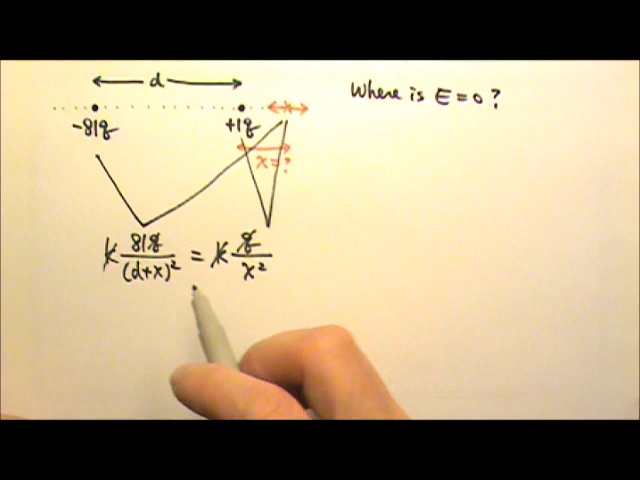 d
Where is E = 0 ?
-81q +1q
x = ?
k 81q/(d+x)² = k q/x²